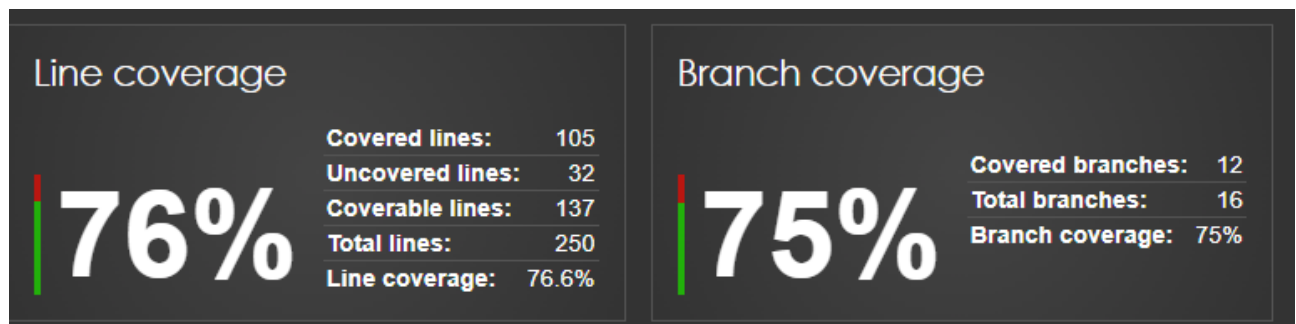 Line coverage
76%
Covered lines: 105
Uncovered lines: 32
Coverable lines: 137
Total lines: 250
Line coverage: 76.6%
Branch coverage
75%
Covered branches: 12
Total branches: 16
Branch coverage: 75%